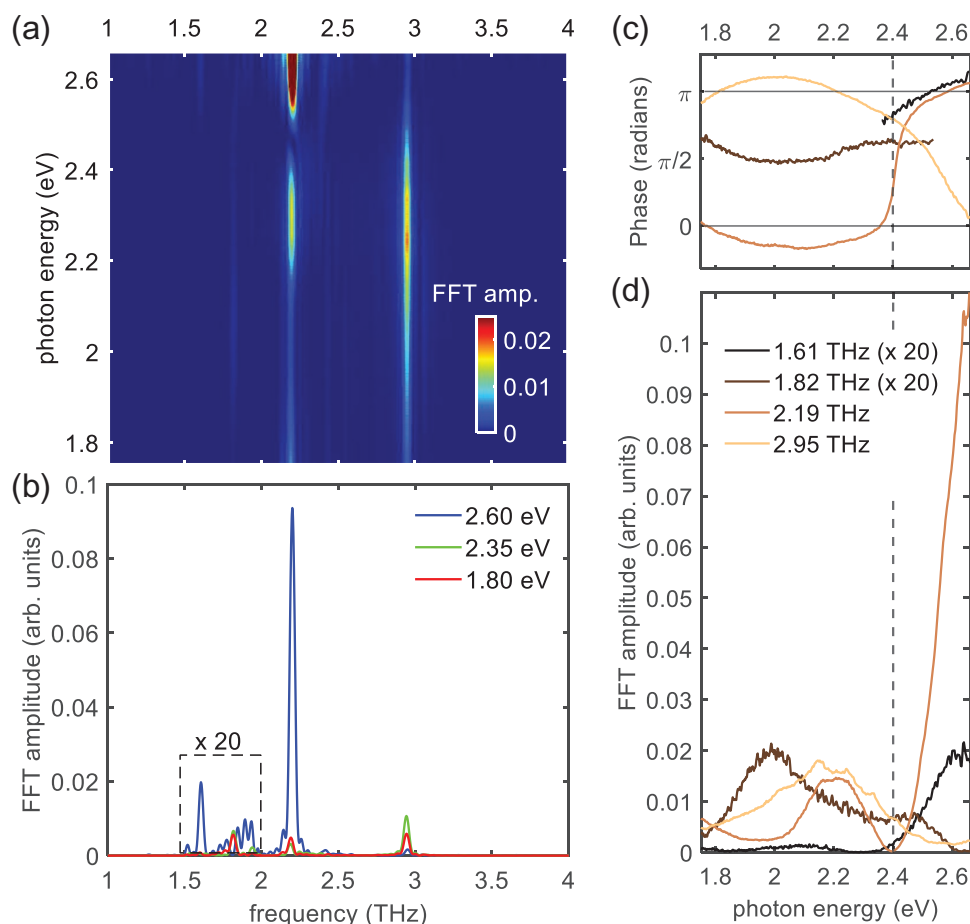 (a)
1 1.5 2 2.5 3 3.5 4
2.6
2.4
2.2
2
1.8
photon energy (eV)
FFT amp.
0.02
0.01
0
(b)
0.1
0.08
0.06
0.04
0.02
0
FFT amplitude (arb. units)
2.60 eV
2.35 eV
1.80 eV
x 20
1 1.5 2 2.5 3 3.5 4
frequency (THz)
(c)
1.8 2 2.2 2.4 2.6
π
π/2
0
Phase (radians)
(d)
0.1
0.09
0.08
0.07
0.06
0.05
0.04
0.03
0.02
0.01
0
FFT amplitude (arb. units)
1.61 THz (x 20)
1.82 THz (x 20)
2.19 THz
2.95 THz
1.8 2 2.2 2.4 2.6
photon energy (eV)